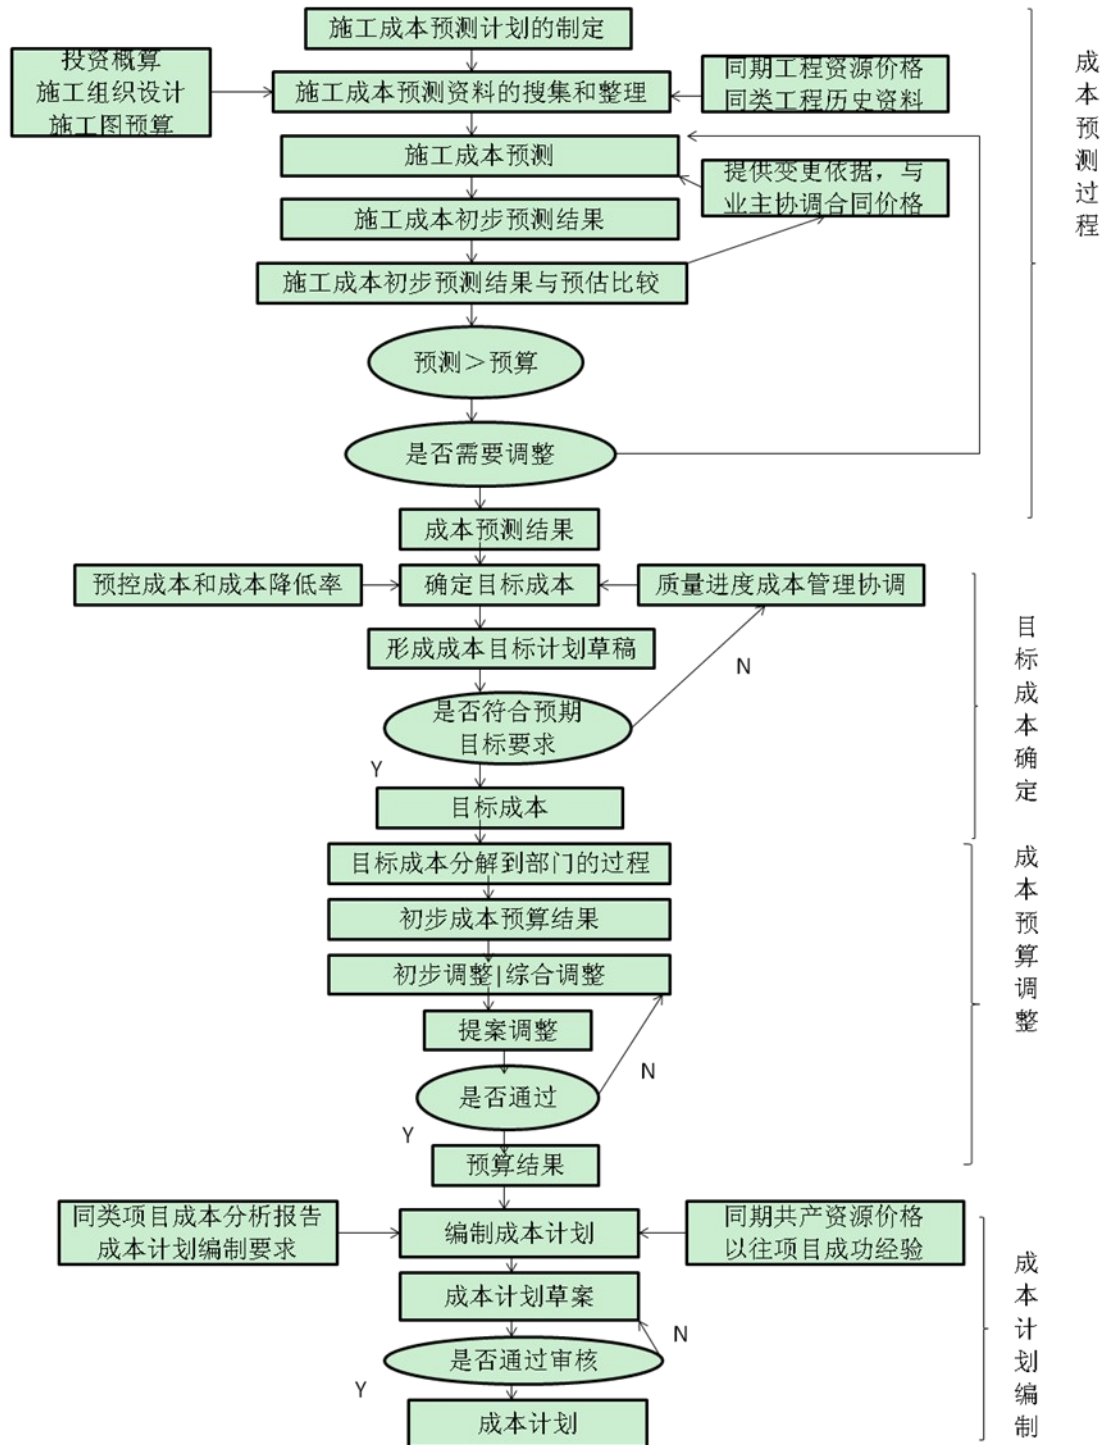 施工成本预测计划的制定
投资概算
施工组织设计
施工图预算
施工成本预测资料的搜集和整理
同期工程资源价格
同类工程历史资料
施工成本预测
提供变更依据，与
业主协调合同价格
施工成本初步预测结果
施工成本初步预测结果与预估比较
预测＞预算
是否需要调整
成本预测结果
成本预测过程
预控成本和成本降低率
确定目标成本
质量进度成本管理协调
形成成本目标计划草稿
N
是否符合预期
目标要求
Y
目标成本
目标成本确定
目标成本分解到部门的过程
初步成本预算结果
初步调整|综合调整
提案调整
N
是否通过
Y
预算结果
成本预算调整
同类项目成本分析报告
成本计划编制要求
编制成本计划
同期共产资源价格
以往项目成功经验
成本计划草案
N
是否通过审核
Y
成本计划
成本计划编制